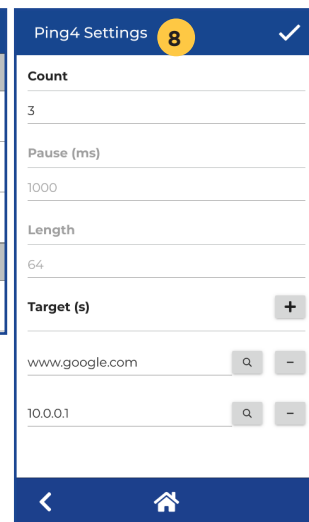 Ping4 Settings 8
Count
3
Pause (ms)
1000
Length
64
Target (s) +
www.google.com −
10.0.0.1 −